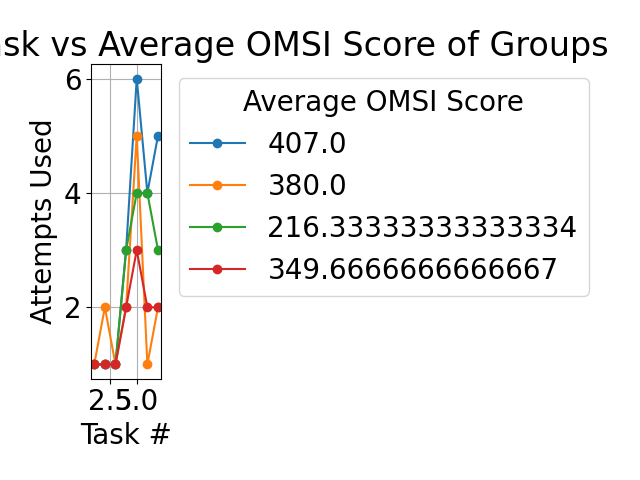 sk vs Average OMSI Score of Groups
Average OMSI Score
407.0
380.0
216.33333333333334
349.6666666666667
Attempts Used
6
4
2
2.5
5.0
Task #